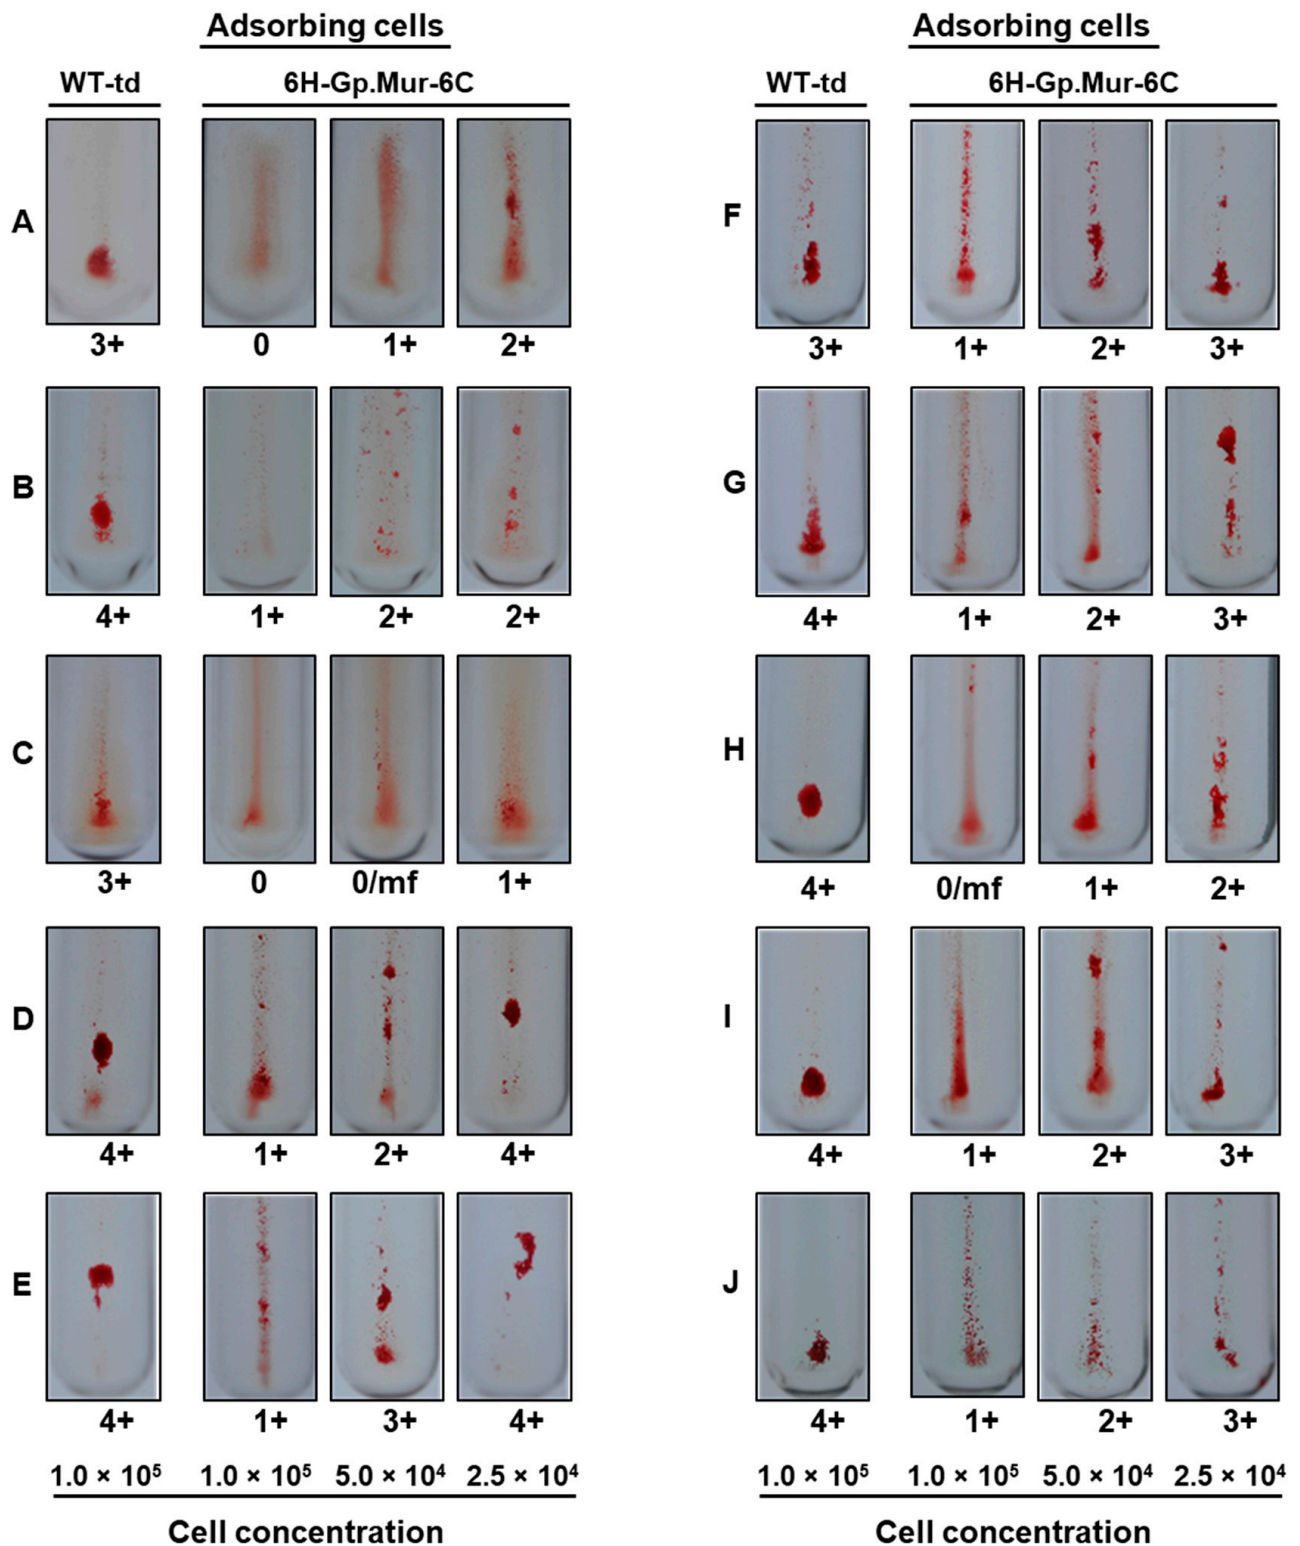 Adsorbing cells
WT-td 6H-Gp.Mur-6C
A
3+ 0 1+ 2+
B
4+ 1+ 2+ 2+
C
3+ 0 0/mf 1+
D
4+ 1+ 2+ 4+
E
4+ 1+ 3+ 4+
1.0 × 10⁵ 1.0 × 10⁵ 5.0 × 10⁴ 2.5 × 10⁴
Cell concentration
Adsorbing cells
WT-td 6H-Gp.Mur-6C
F
3+ 1+ 2+ 3+
G
4+ 1+ 2+ 3+
H
4+ 0/mf 1+ 2+
I
4+ 1+ 2+ 3+
J
4+ 1+ 2+ 3+
1.0 × 10⁵ 1.0 × 10⁵ 5.0 × 10⁴ 2.5 × 10⁴
Cell concentration